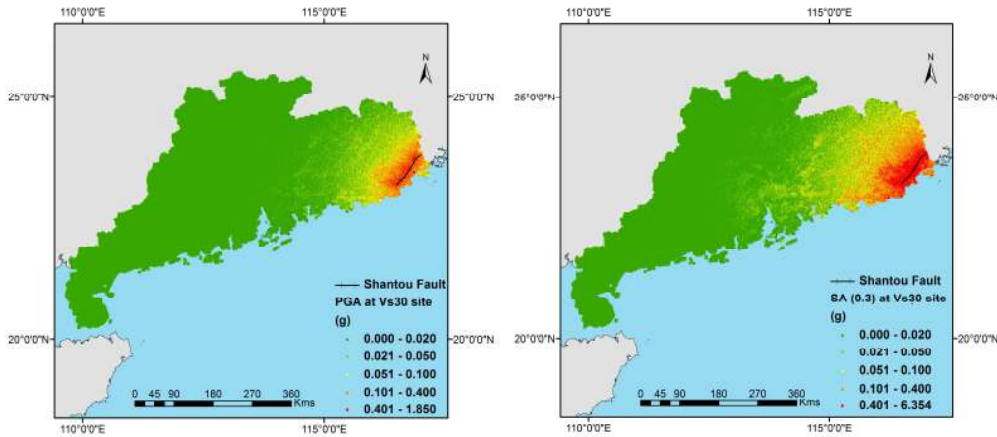 110°0'0"E
115°0'0"E
N
25°0'0"N
25°0'0"N
20°0'0"N
20°0'0"N
Shantou Fault
PGA at Vs30 site
(g)
0.000 - 0.020
0.021 - 0.050
0.051 - 0.100
0.101 - 0.400
0.401 - 1.850
0 45 90 180 270 360
Kms
110°0'0"E
115°0'0"E
110°0'0"E
115°0'0"E
N
26°0'0"N
26°0'0"N
20°0'0"N
20°0'0"N
Shantou Fault
SA (0.3) at Vs30 site
(g)
0.000 - 0.020
0.021 - 0.050
0.051 - 0.100
0.101 - 0.400
0.401 - 6.354
0 45 90 180 270 360
Kms
110°0'0"E
115°0'0"E